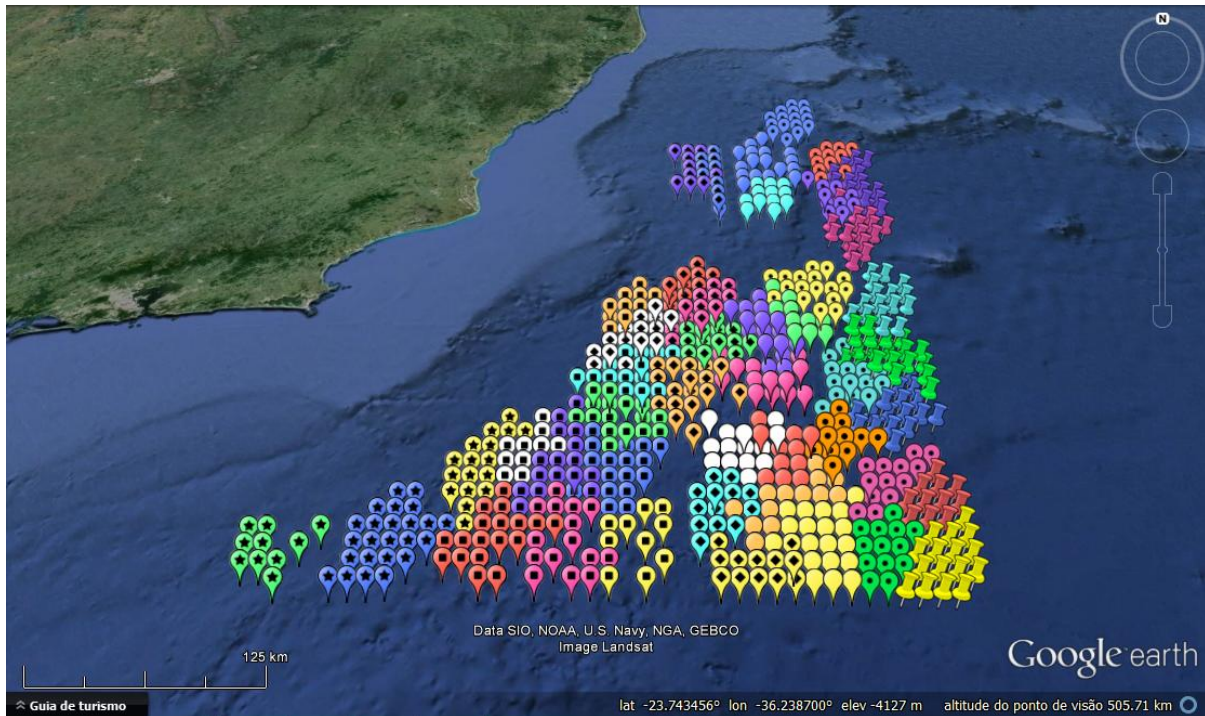 N
Data SIO, NOAA, U.S. Navy, NGA, GEBCO
Image Landsat
125 km
Google earth
Guia de turismo
lat -23.743456° lon -36.238700° elev -4127 m altitude do ponto de visão 505.71 km